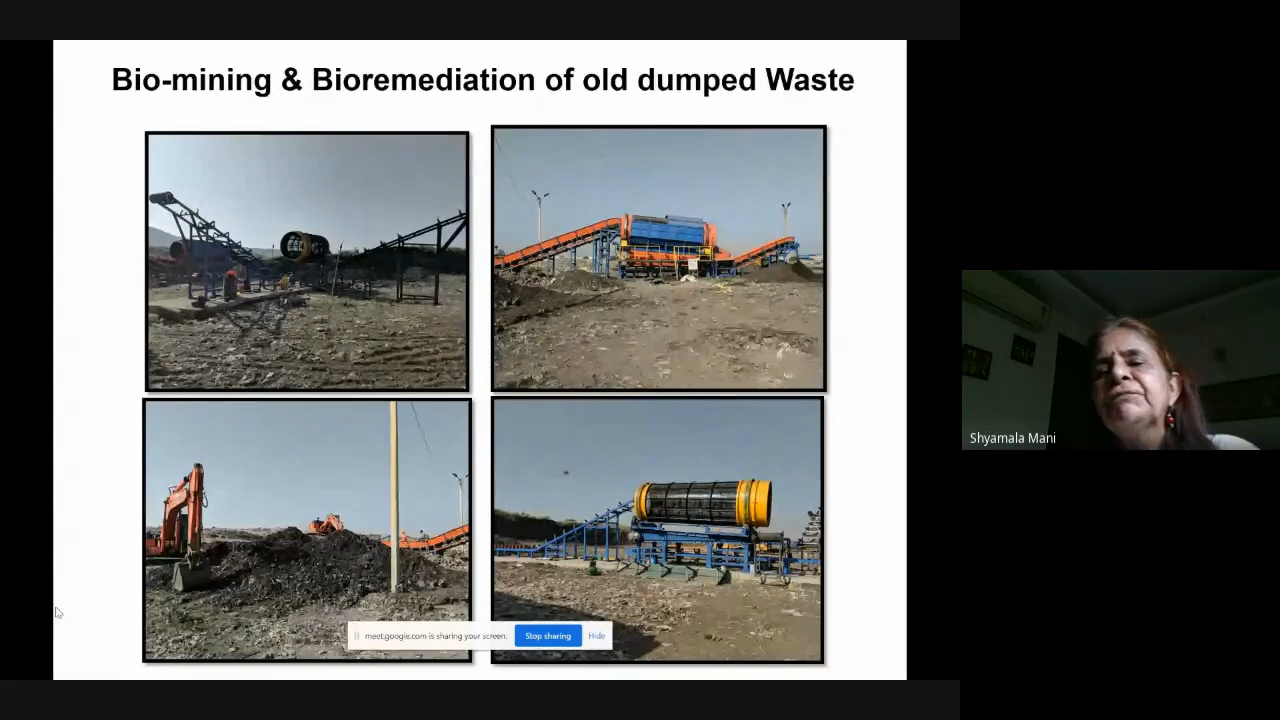 Bio-mining & Bioremediation of old dumped Waste
Shyamala Mani
meet.google.com is sharing your screen.
Stop sharing
Hide